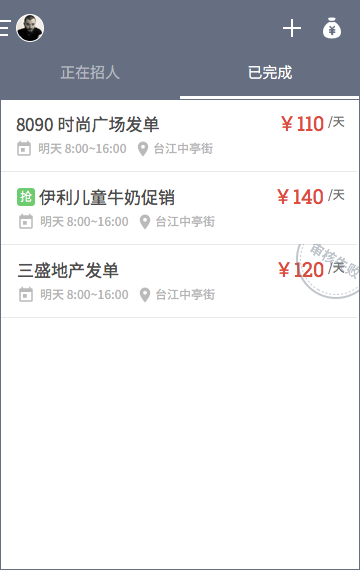 正在招人 已完成
8090 时尚广场发单 ￥110 /天
明天 8:00~16:00 台江中亭街
抢 伊利儿童牛奶促销 ￥140 /天
明天 8:00~16:00 台江中亭街
三盛地产发单 ￥120 /天
审核失败
明天 8:00~16:00 台江中亭街